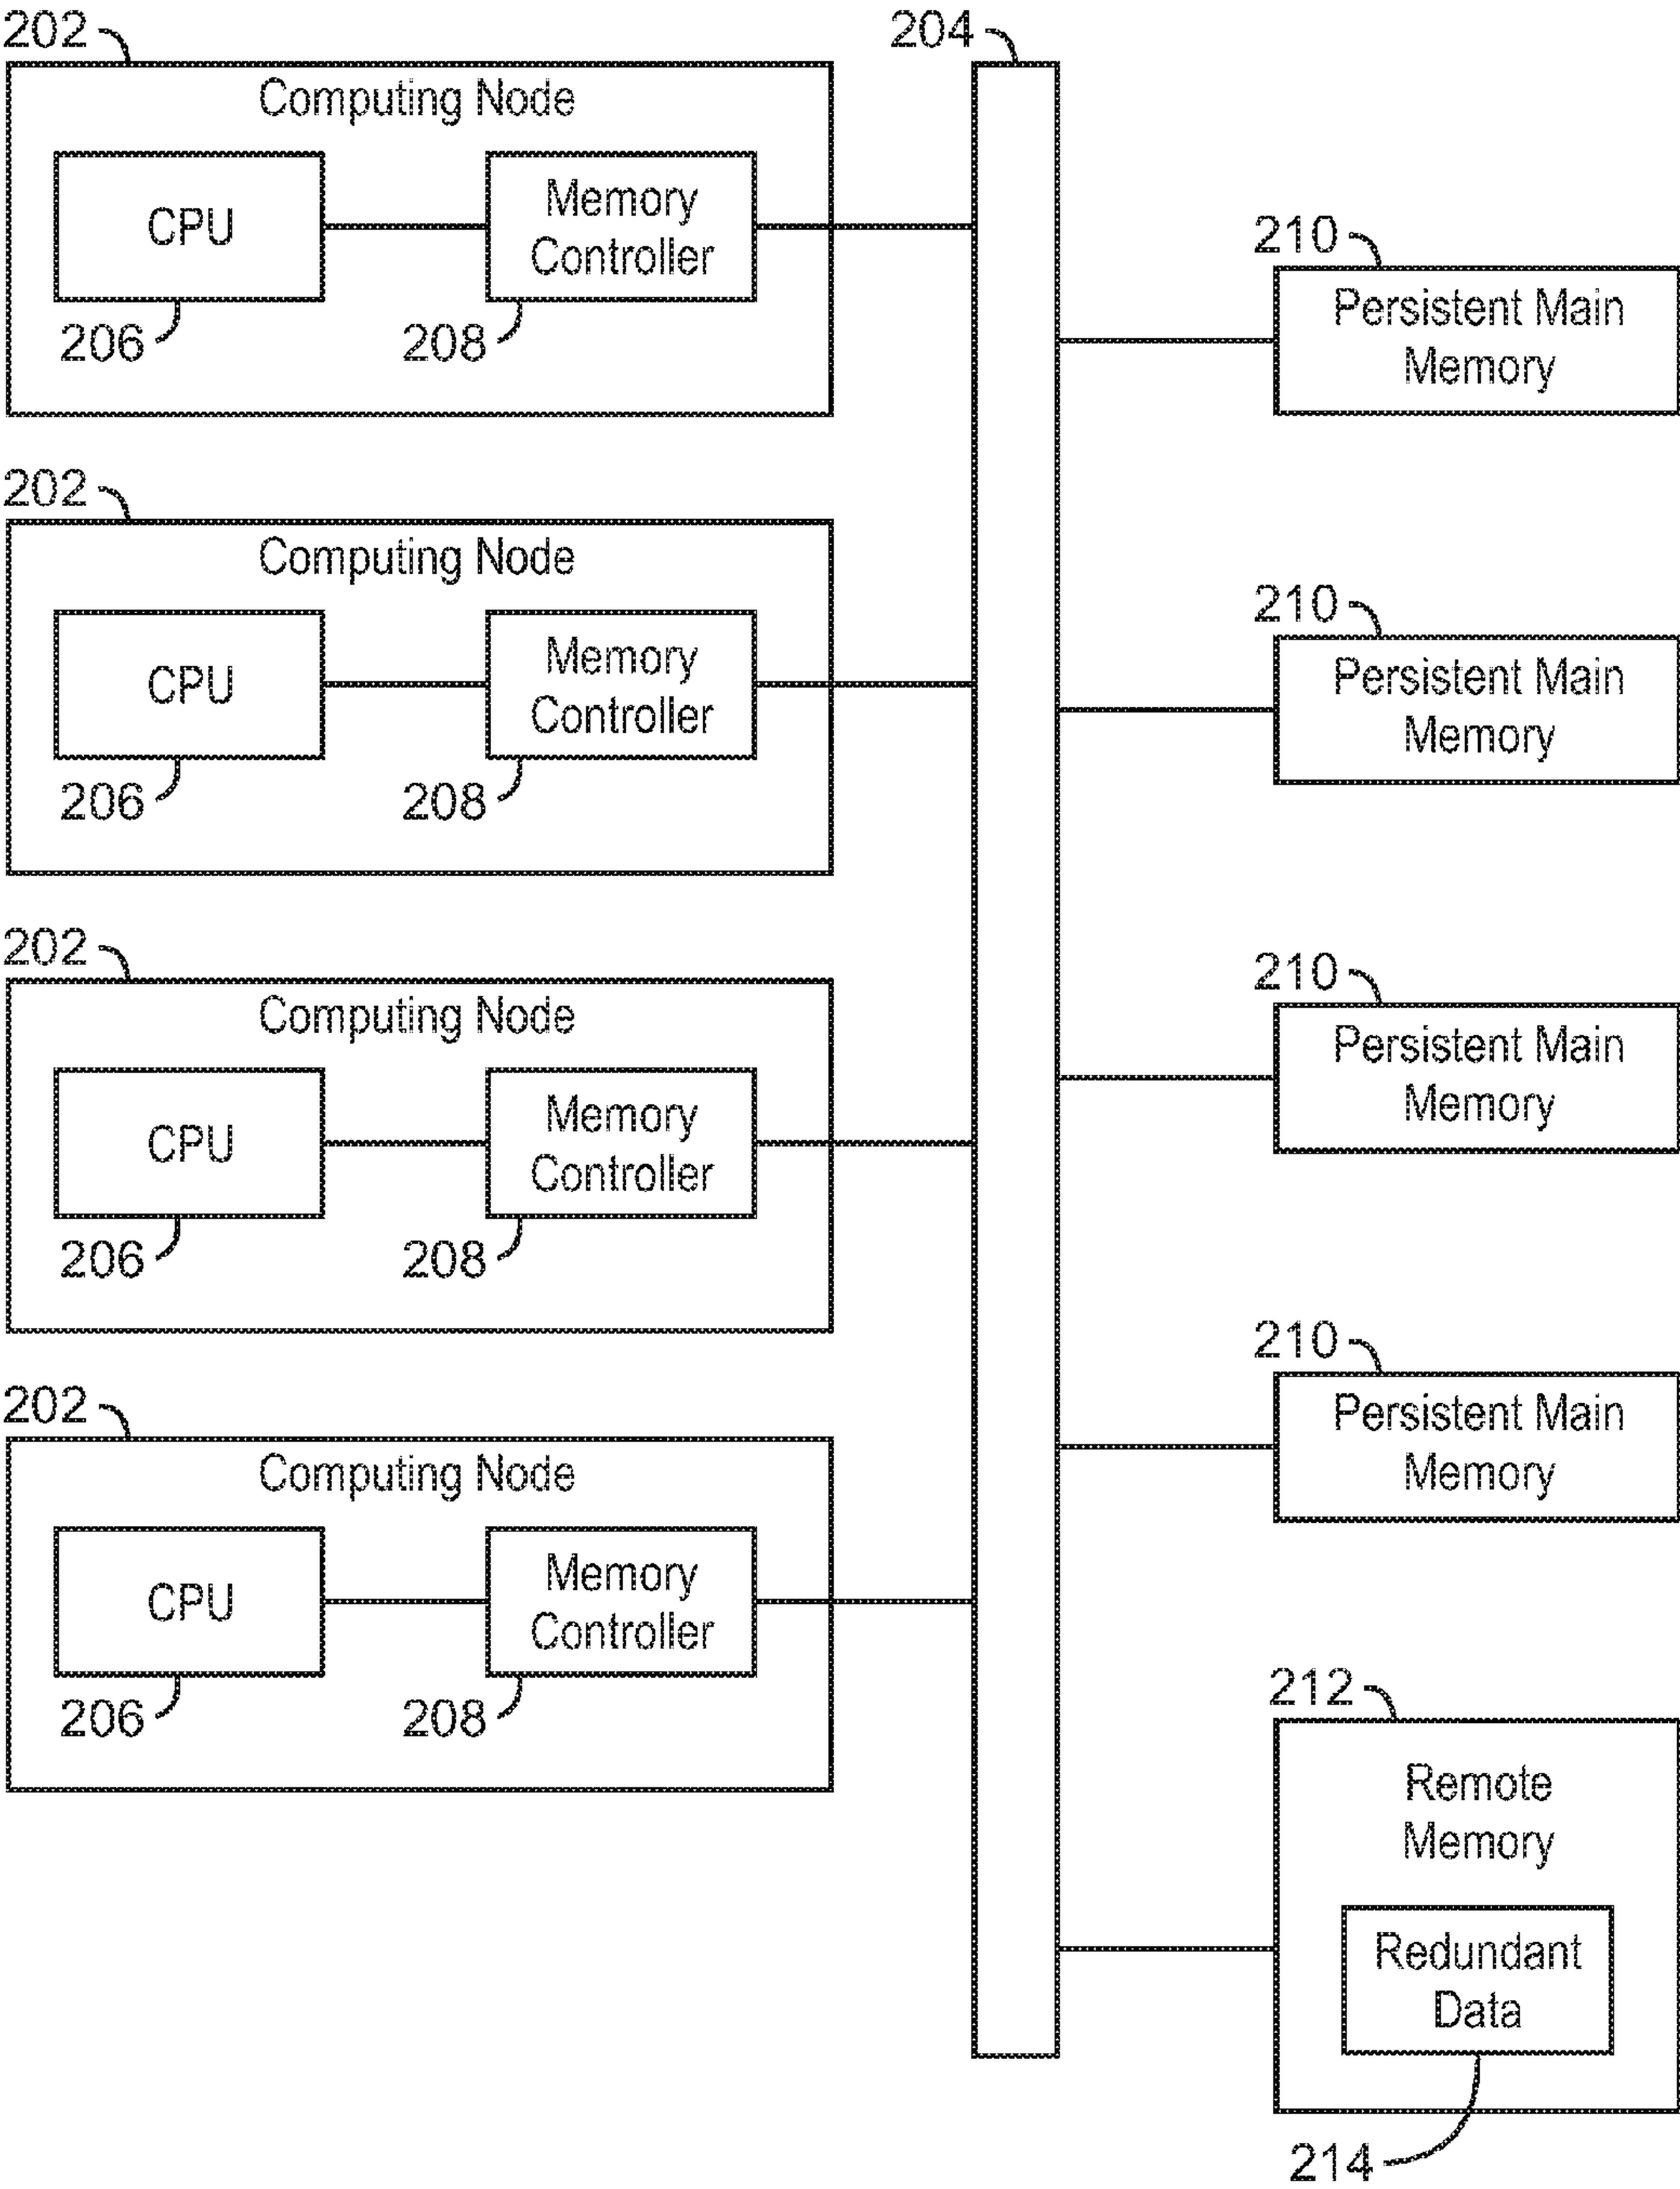 202
Computing Node
CPU
Memory
Controller
206
208
202
Computing Node
CPU
Memory
Controller
206
208
202
Computing Node
CPU
Memory
Controller
206
208
202
Computing Node
CPU
Memory
Controller
206
208
204
210
Persistent Main
Memory
210
Persistent Main
Memory
210
Persistent Main
Memory
210
Persistent Main
Memory
212
Remote
Memory
Redundant
Data
214